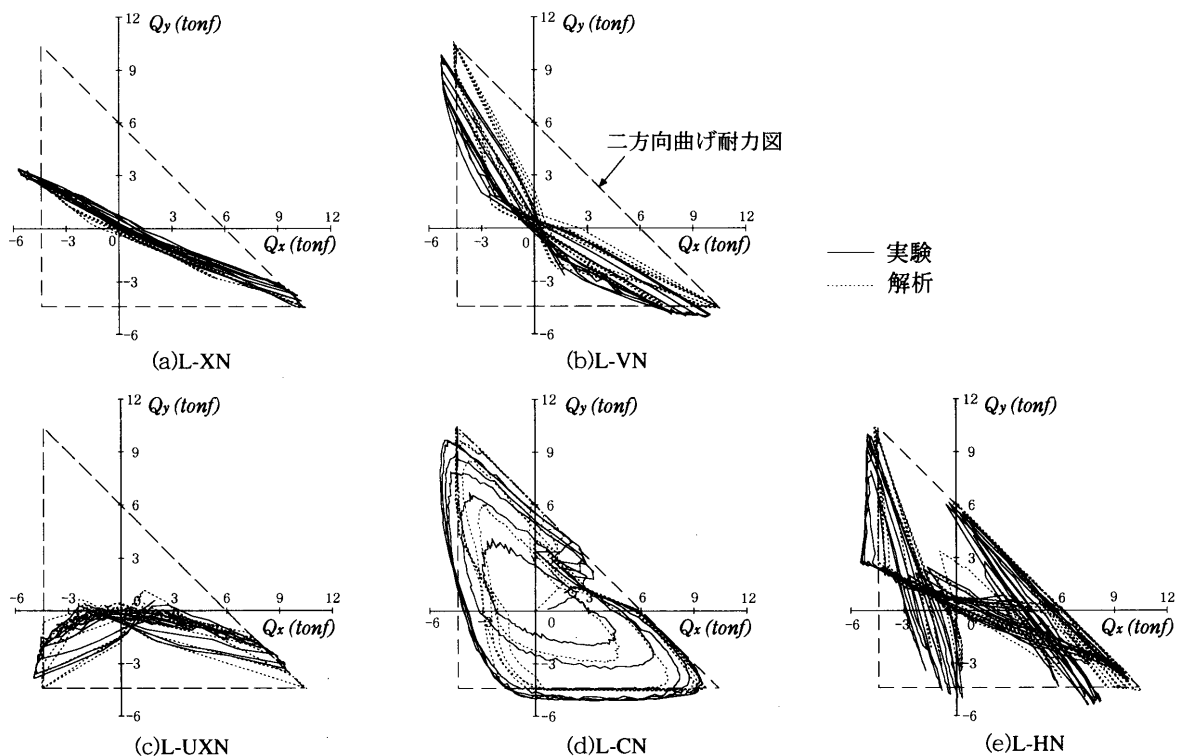 12
Qy (tonf)
9
6
3
3 6 9 12
-6 -3 0
Qx (tonf)
-3
-6
(a)L-XN
12
Qy (tonf)
9
6
二方向曲げ耐力図
3
3 6 9 12
-6 -3 0
Qx (tonf)
-3
-6
(b)L-VN
実験
解析
12
Qy (tonf)
9
6
3
0 3 6 9 12
-6 -3
Qx (tonf)
-3
-6
(c)L-UXN
12
Qy (tonf)
9
6
3
3 6 9 12
-6 -3 0
Qx (tonf)
-3
-6
(d)L-CN
12
Qy (tonf)
9
6
3
3 6 9 12
-6 -3 0
Qx (tonf)
-3
-6
(e)L-HN